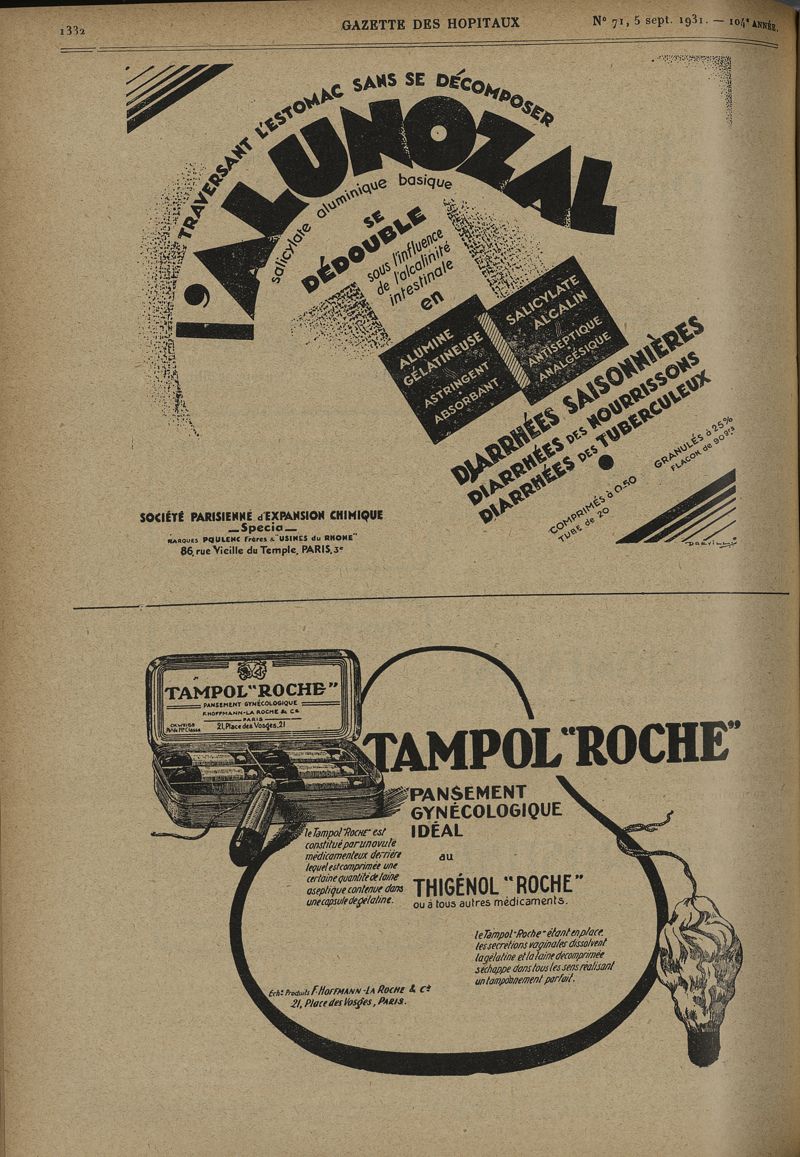 1332
GAZETTE DES HOPITAUX
N° 71, 5 sept. 1931. — 104e ANNÉE.
TRAVERSANT L'ESTOMAC SANS SE DÉCOMPOSER
l'ALUNOZAL
salicylate aluminique basique
SE
DÉDOUBLE
sous l'influence
de l'alcalinité
intestinale
en
ALUMINE
GÉLATINEUSE
ASTRINGENT
ABSORBANT
SALICYLATE
ALCALIN
ANTISEPTIQUE
ANALGÉSIQUE
DIARRHÉES SAISONNIÈRES
DIARRHÉES DES NOURRISSONS
DIARRHÉES DES TUBERCULEUX
COMPRIMÉS à 0.50
TUBE de 20
GRANULÉS à 25%
FLACON de 90grs
SOCIÉTÉ PARISIENNE d'EXPANSION CHIMIQUE
_Specia_
MARQUES POULENC Frères & "USINES du RHONE"
86, rue Vieille du Temple, PARIS, 3e
TAMPOL "ROCHE"
PANSEMENT GYNÉCOLOGIQUE
F. HOFFMANN-LA ROCHE & Cº
PARIS
21, Place des Vosges, 21
TAMPOL "ROCHE"
PANSEMENT
GYNÉCOLOGIQUE
IDÉAL
au
THIGÉNOL "ROCHE"
ou à tous autres médicaments.
le Tampol "ROCHE" est
constitué par un ovule
médicamenteux derrière
lequel est comprimée une
certaine quantité de laine
aseptique contenue dans
une capsule de gélatine.
le Tampol "Roche" étant en place,
les secrétions vaginales dissolvent
la gélatine et la laine décomprimée
s'échappe dans tous les sens réalisant
un tamponnement parfait.
Echns Produits F. HOFFMANN-LA ROCHE & Cº
21, Place des Vosges, PARIS.